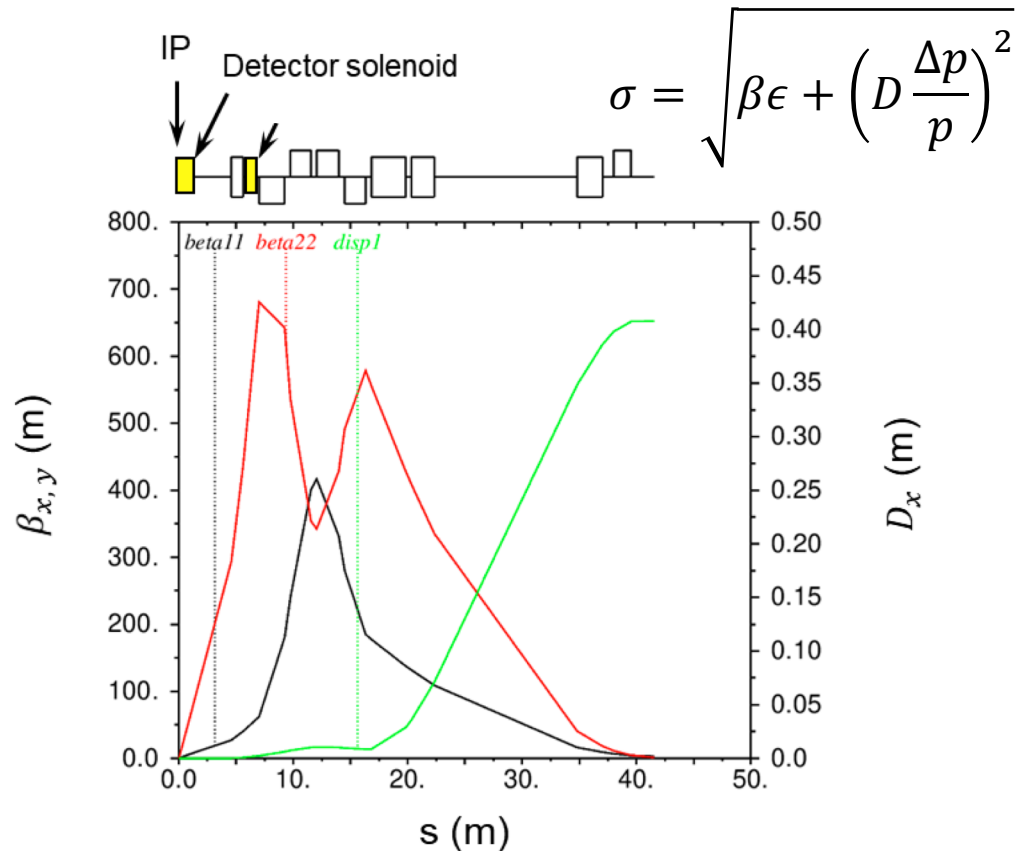 IP
Detector solenoid
σ = √(βϵ + (D Δp/p)²)
800.
700.
600.
500.
400.
300.
200.
100.
0.0
beta11 beta22 disp1
0.50
0.45
0.40
0.35
0.30
0.25
0.20
0.15
0.10
0.05
0.0
β_{x,y} (m)
D_x (m)
0.0 10. 20. 30. 40. 50.
s (m)